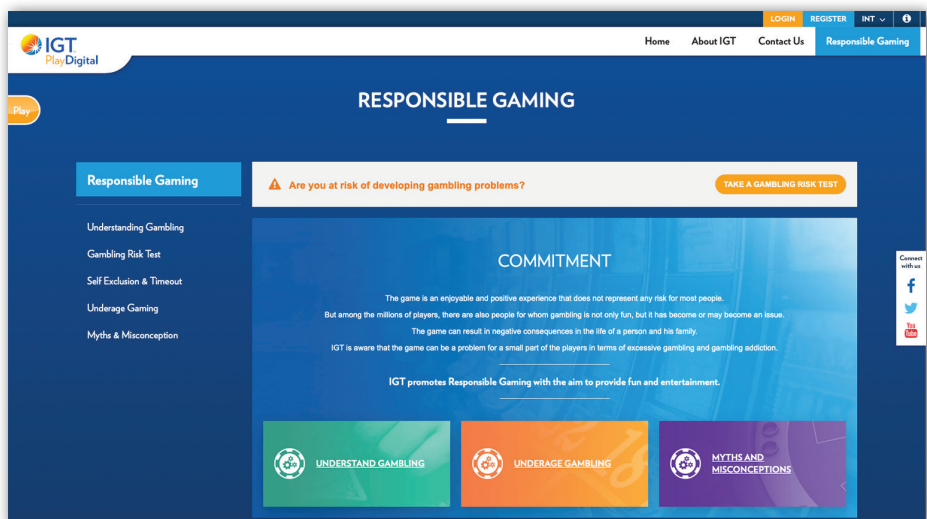 LOGIN REGISTER INT
IGT
PlayDigital
Home About IGT Contact Us Responsible Gaming
RESPONSIBLE GAMING
Play
Responsible Gaming
Understanding Gambling
Gambling Risk Test
Self Exclusion & Timeout
Underage Gaming
Myths & Misconception
Are you at risk of developing gambling problems?
TAKE A GAMBLING RISK TEST
COMMITMENT
The game is an enjoyable and positive experience that does not represent any risk for most people.
But among the millions of players, there are also people for whom gambling is not only fun, but it has become or may become an issue.
The game can result in negative consequences in the life of a person and his family.
IGT is aware that the game can be a problem for a small part of the players in terms of excessive gambling and gambling addiction.
IGT promotes Responsible Gaming with the aim to provide fun and entertainment.
UNDERSTAND GAMBLING
UNDERAGE GAMBLING
MYTHS AND
MISCONCEPTIONS
Connect
with us
You
Tube